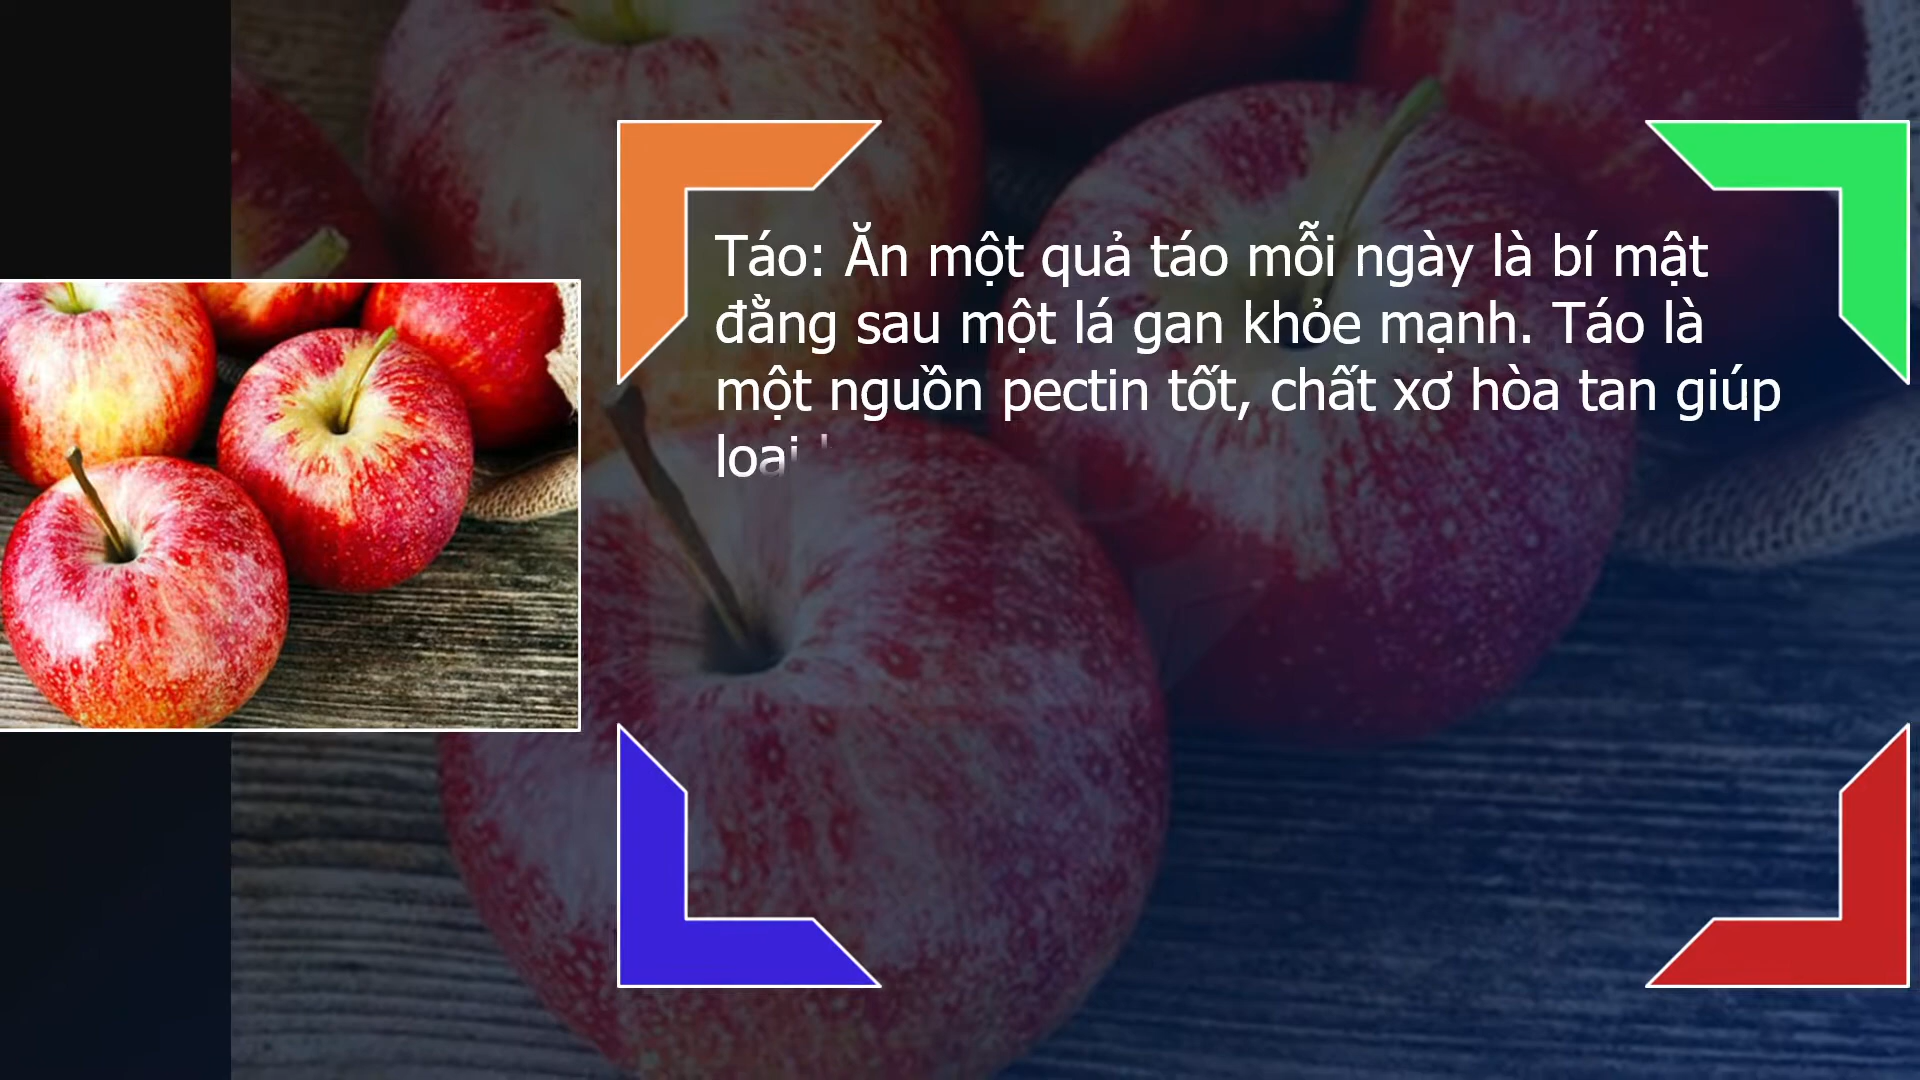 Táo: Ăn một quả táo mỗi ngày là bí mật
đằng sau một lá gan khỏe mạnh. Táo là
một nguồn pectin tốt, chất xơ hòa tan giúp